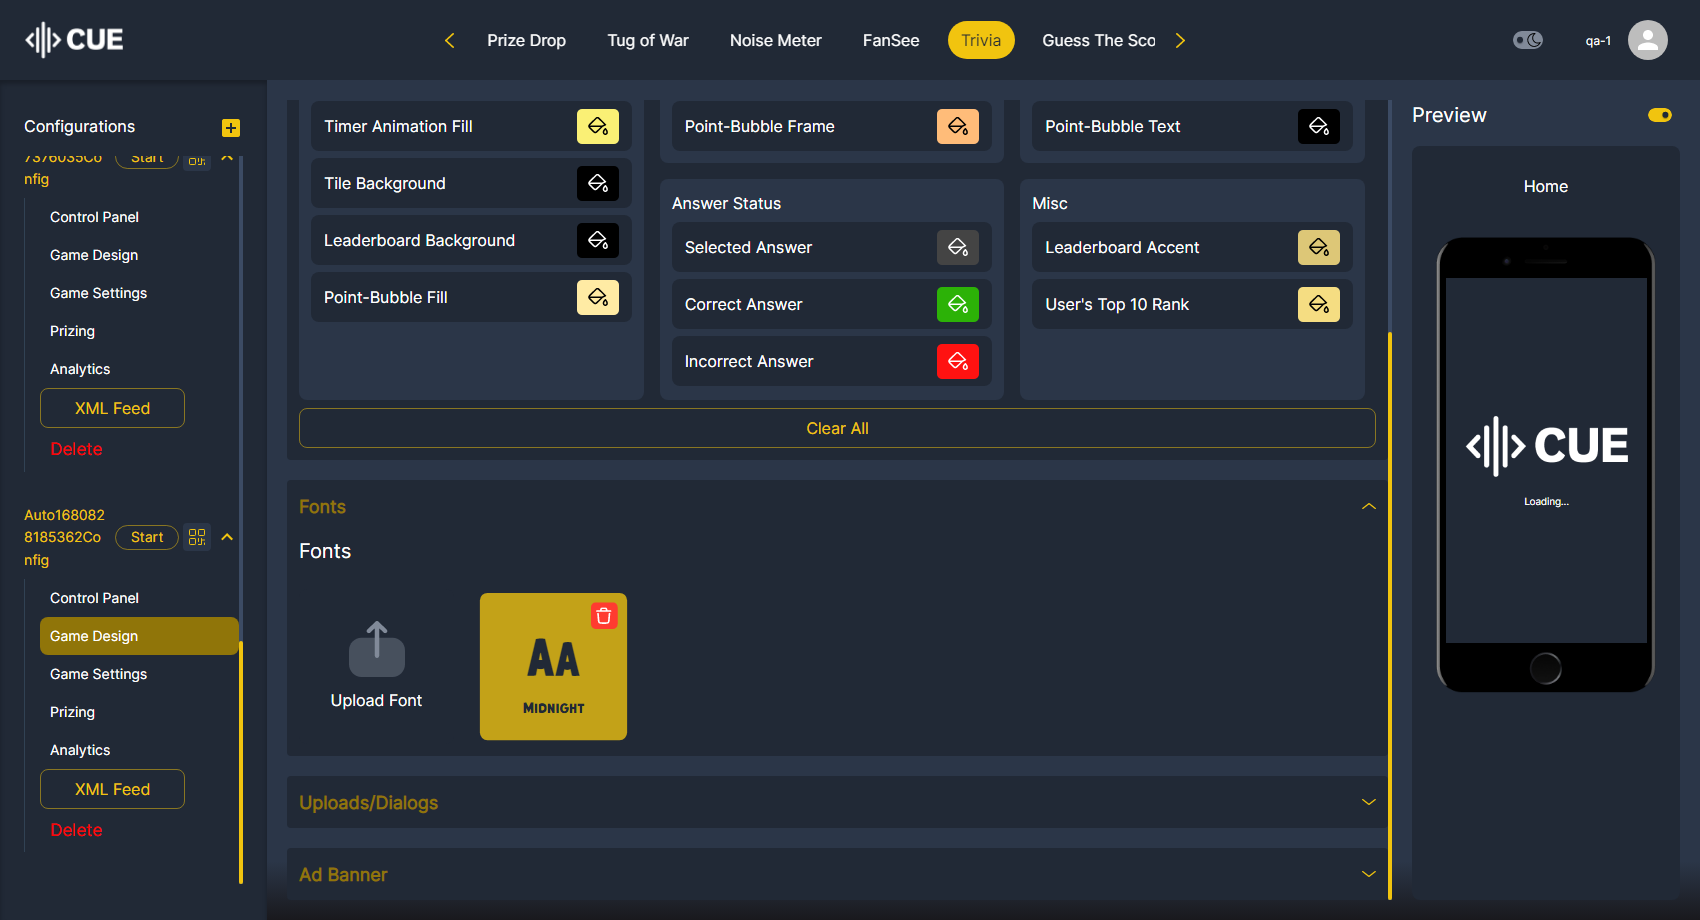 CUE
Prize Drop
Tug of War
Noise Meter
FanSee
Trivia
Guess The Sco
qa-1
Configurations
7376035Co
nfig
Start
Control Panel
Game Design
Game Settings
Prizing
Analytics
XML Feed
Delete
Auto168082
8185362Co
nfig
Start
Control Panel
Game Design
Game Settings
Prizing
Analytics
XML Feed
Delete
Timer Animation Fill
Tile Background
Leaderboard Background
Point-Bubble Fill
Point-Bubble Frame
Answer Status
Selected Answer
Correct Answer
Incorrect Answer
Point-Bubble Text
Misc
Leaderboard Accent
User's Top 10 Rank
Clear All
Fonts
Fonts
Upload Font
AA
MIDNIGHT
Uploads/Dialogs
Ad Banner
Preview
Home
CUE
Loading...